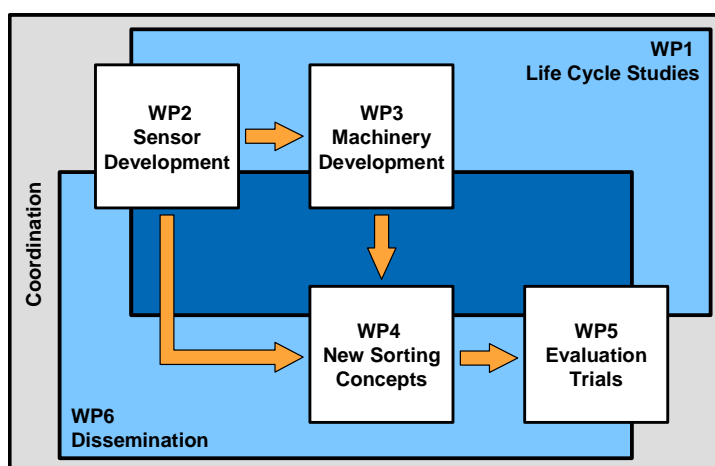 WP1
Life Cycle Studies
WP2
Sensor
Development
WP3
Machinery
Development
Coordination
WP4
New Sorting
Concepts
WP5
Evaluation
Trials
WP6
Dissemination